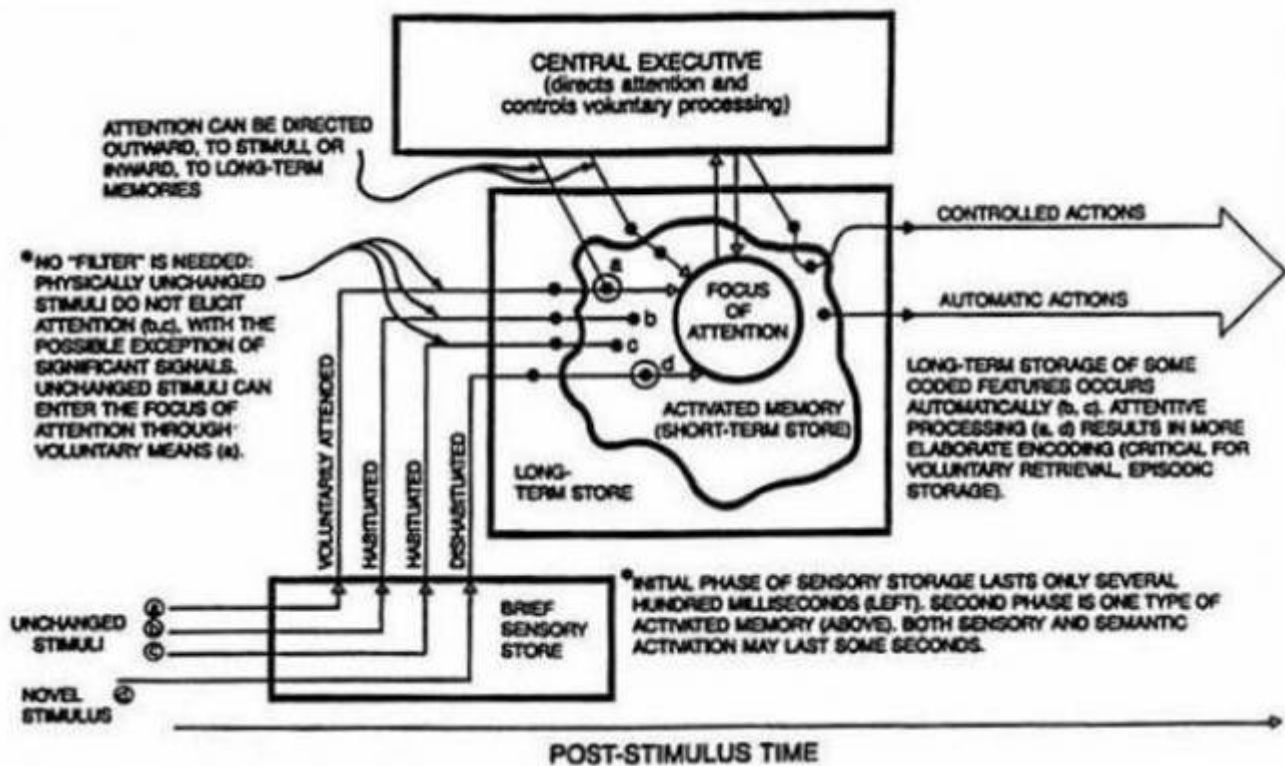 CENTRAL EXECUTIVE
(directs attention and
controls voluntary processing)
ATTENTION CAN BE DIRECTED
OUTWARD, TO STIMULI OR
INWARD, TO LONG-TERM
MEMORIES
NO "FILTER" IS NEEDED:
PHYSICALLY UNCHANGED
STIMULI DO NOT ELICIT
ATTENTION (b,c), WITH THE
POSSIBLE EXCEPTION OF
SIGNIFICANT SIGNALS.
UNCHANGED STIMULI CAN
ENTER THE FOCUS OF
ATTENTION THROUGH
VOLUNTARY MEANS (a).
a
b
c
d
FOCUS
OF
ATTENTION
ACTIVATED MEMORY
(SHORT-TERM STORE)
LONG-
TERM STORE
CONTROLLED ACTIONS
AUTOMATIC ACTIONS
LONG-TERM STORAGE OF SOME
CODED FEATURES OCCURS
AUTOMATICALLY (b, c). ATTENTIVE
PROCESSING (a, d) RESULTS IN MORE
ELABORATE ENCODING (CRITICAL FOR
VOLUNTARY RETRIEVAL, EPISODIC
STORAGE).
VOLUNTARILY ATTENDED
HABITUATED
HABITUATED
DISHABITUATED
UNCHANGED
STIMULI
a
b
c
NOVEL d
STIMULUS
BRIEF
SENSORY
STORE
INITIAL PHASE OF SENSORY STORAGE LASTS ONLY SEVERAL
HUNDRED MILLISECONDS (LEFT). SECOND PHASE IS ONE TYPE OF
ACTIVATED MEMORY (ABOVE). BOTH SENSORY AND SEMANTIC
ACTIVATION MAY LAST SOME SECONDS.
POST-STIMULUS TIME